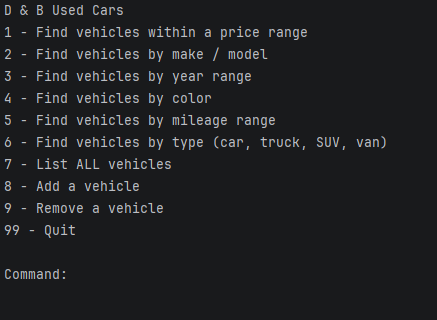 D & B Used Cars
1 - Find vehicles within a price range
2 - Find vehicles by make / model
3 - Find vehicles by year range
4 - Find vehicles by color
5 - Find vehicles by mileage range
6 - Find vehicles by type (car, truck, SUV, van)
7 - List ALL vehicles
8 - Add a vehicle
9 - Remove a vehicle
99 - Quit
Command: